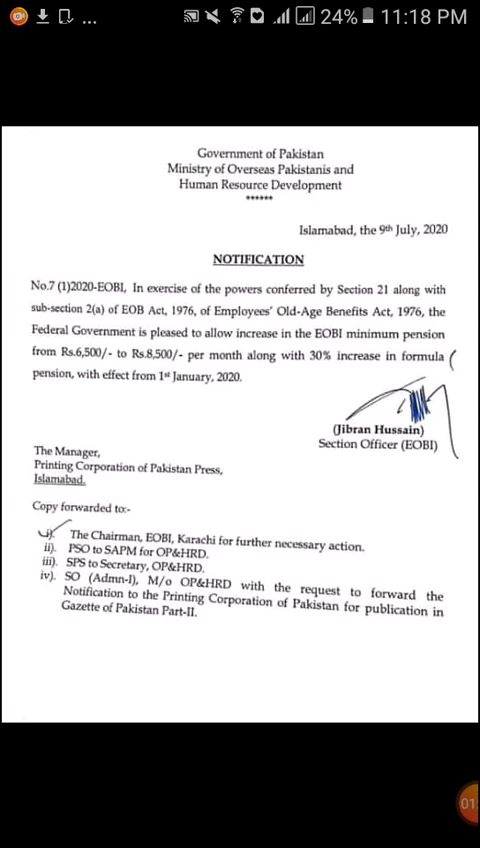 ... 24% 11:18 PM
Government of Pakistan
Ministry of Overseas Pakistanis and
Human Resource Development
******
Islamabad, the 9th July, 2020
NOTIFICATION
No.7 (1)2020-EOBI, In exercise of the powers conferred by Section 21 along with
sub-section 2(a) of EOB Act, 1976, of Employees' Old-Age Benefits Act, 1976, the
Federal Government is pleased to allow increase in the EOBI minimum pension
from Rs.6,500/- to Rs.8,500/- per month along with 30% increase in formula
pension, with effect from 1st January, 2020.
(Jibran Hussain)
Section Officer (EOBI)
The Manager,
Printing Corporation of Pakistan Press,
Islamabad.
Copy forwarded to:-
i). The Chairman, EOBI, Karachi for further necessary action.
ii). PSO to SAPM for OP&HRD.
iii). SPS to Secretary, OP&HRD.
iv). SO (Admn-I), M/o OP&HRD with the request to forward the
Notification to the Printing Corporation of Pakistan for publication in
Gazette of Pakistan Part-II.
01